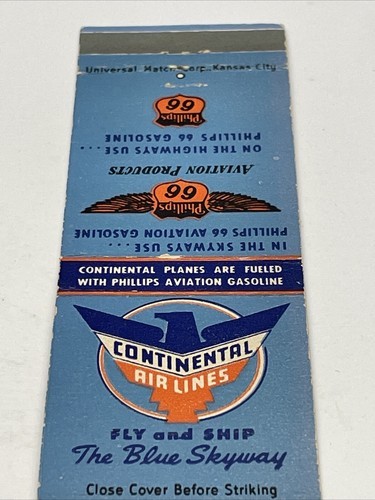 Universal Match Corp., Kansas City
Phillips
66
ON THE HIGHWAYS USE ...
PHILLIPS 66 GASOLINE
AVIATION PRODUCTS
Phillips
66
IN THE SKYWAYS USE ....
PHILLIPS 66 AVIATION GASOLINE
CONTINENTAL PLANES ARE FUELED
WITH PHILLIPS AVIATION GASOLINE
CONTINENTAL
AIR LINES
FLY and SHIP
The Blue Skyway
Close Cover Before Striking